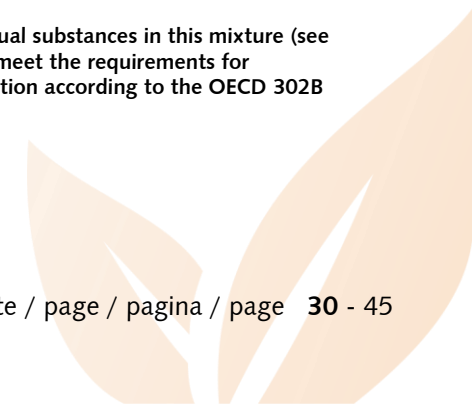 ual substances in this mixture (see
meet the requirements for
tion according to the OECD 302B
te / page / pagina / page 30 - 45